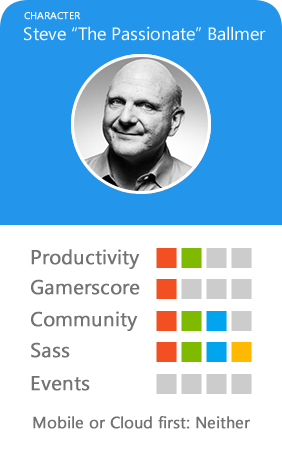 CHARACTER
Steve “The Passionate” Ballmer
Productivity
Gamerscore
Community
Sass
Events
Mobile or Cloud first: Neither